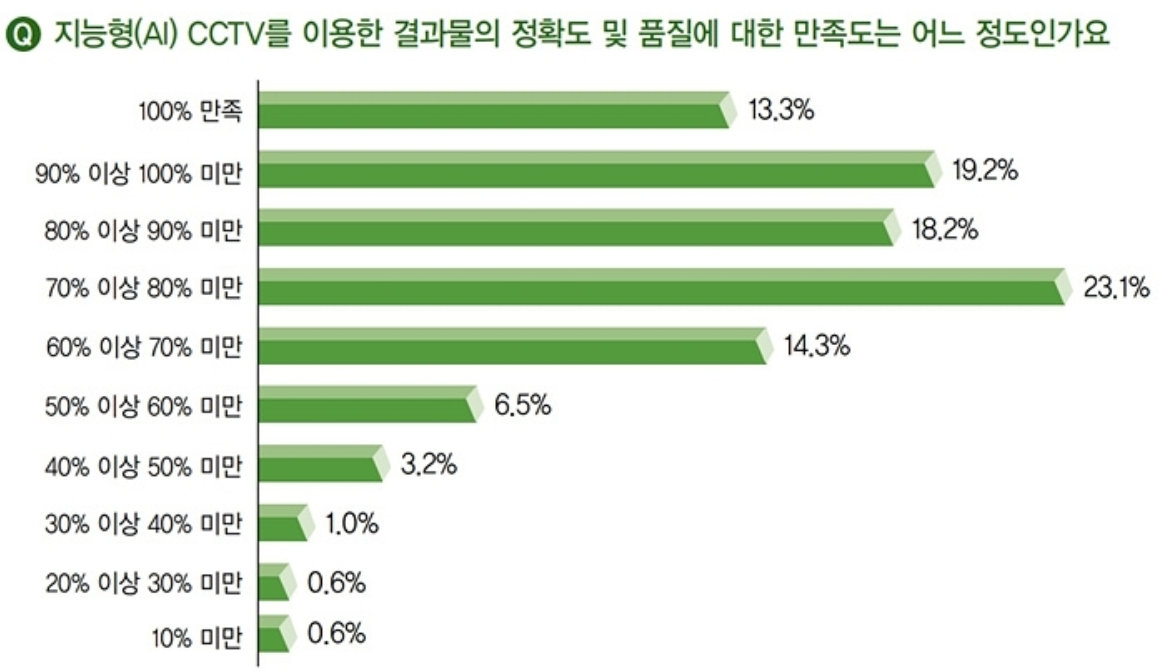 Q 지능형(AI) CCTV를 이용한 결과물의 정확도 및 품질에 대한 만족도는 어느 정도인가요
100% 만족 13.3%
90% 이상 100% 미만 19.2%
80% 이상 90% 미만 18.2%
70% 이상 80% 미만 23.1%
60% 이상 70% 미만 14.3%
50% 이상 60% 미만 6.5%
40% 이상 50% 미만 3.2%
30% 이상 40% 미만 1.0%
20% 이상 30% 미만 0.6%
10% 미만 0.6%